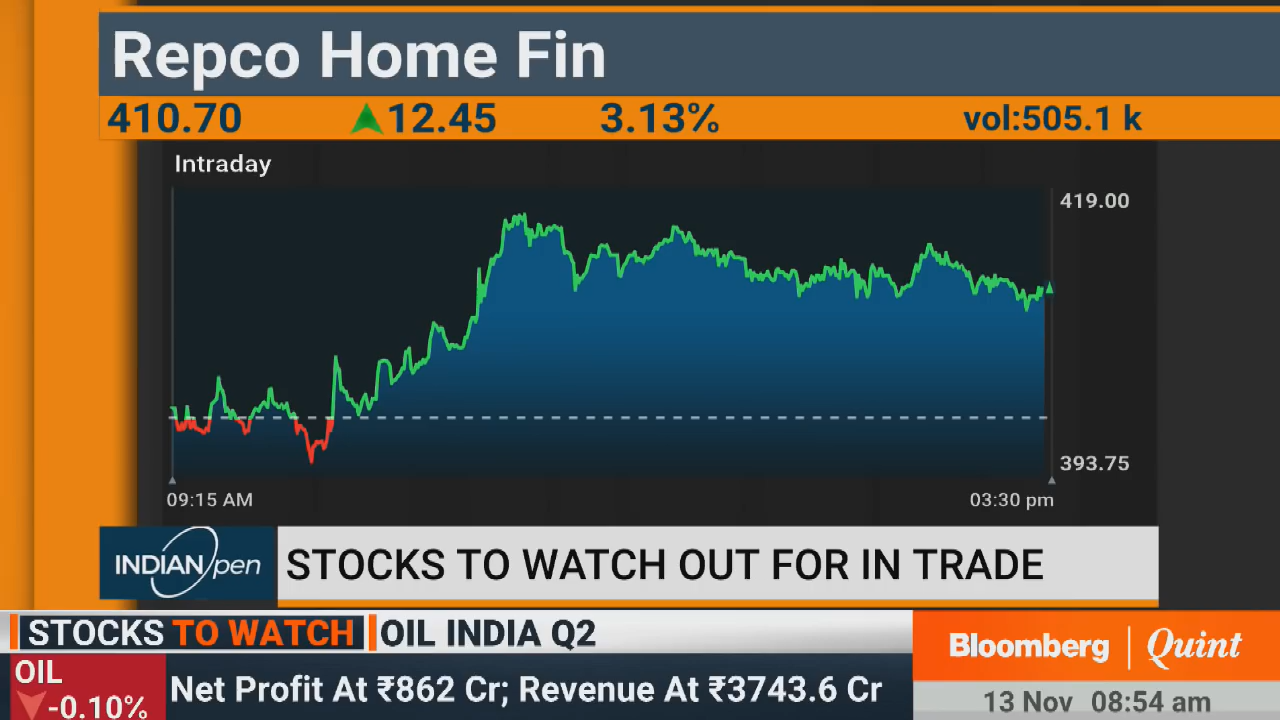 Repco Home Fin
410.70 12.45 3.13% vol:505.1 k
Intraday
419.00
393.75
09:15 AM 03:30 pm
INDIAN pen STOCKS TO WATCH OUT FOR IN TRADE
STOCKS TO WATCH OIL INDIA Q2
Bloomberg | Quint
OIL
-0.10%
Net Profit At ₹862 Cr; Revenue At ₹3743.6 Cr
13 Nov 08:54 am